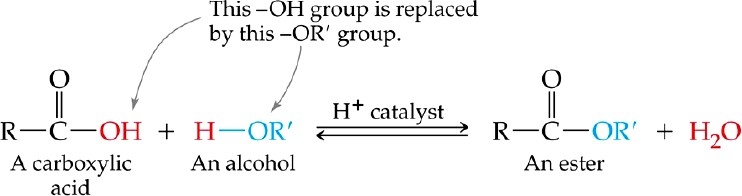 This –OH group is replaced
by this –OR′ group.
O
O
H⁺ catalyst
R—C—OH + H—OR′ R—C—OR′ + H₂O
A carboxylic An alcohol An ester
acid